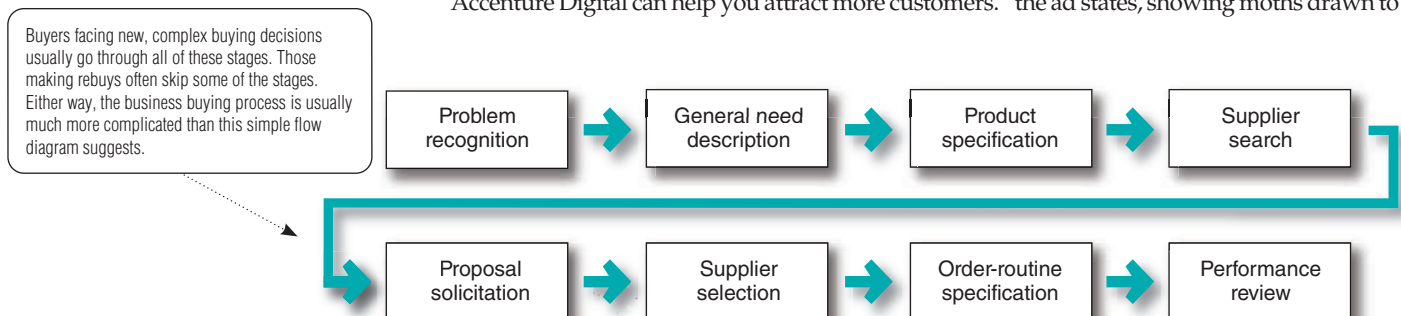 Accenture Digital can help you attract more customers." the ad states, showing moths drawn to
Buyers facing new, complex buying decisions
usually go through all of these stages. Those
making rebuys often skip some of the stages.
Either way, the business buying process is usually
much more complicated than this simple flow
diagram suggests.
Problem
recognition
General need
description
Product
specification
Supplier
search
Proposal
solicitation
Supplier
selection
Order-routine
specification
Performance
review